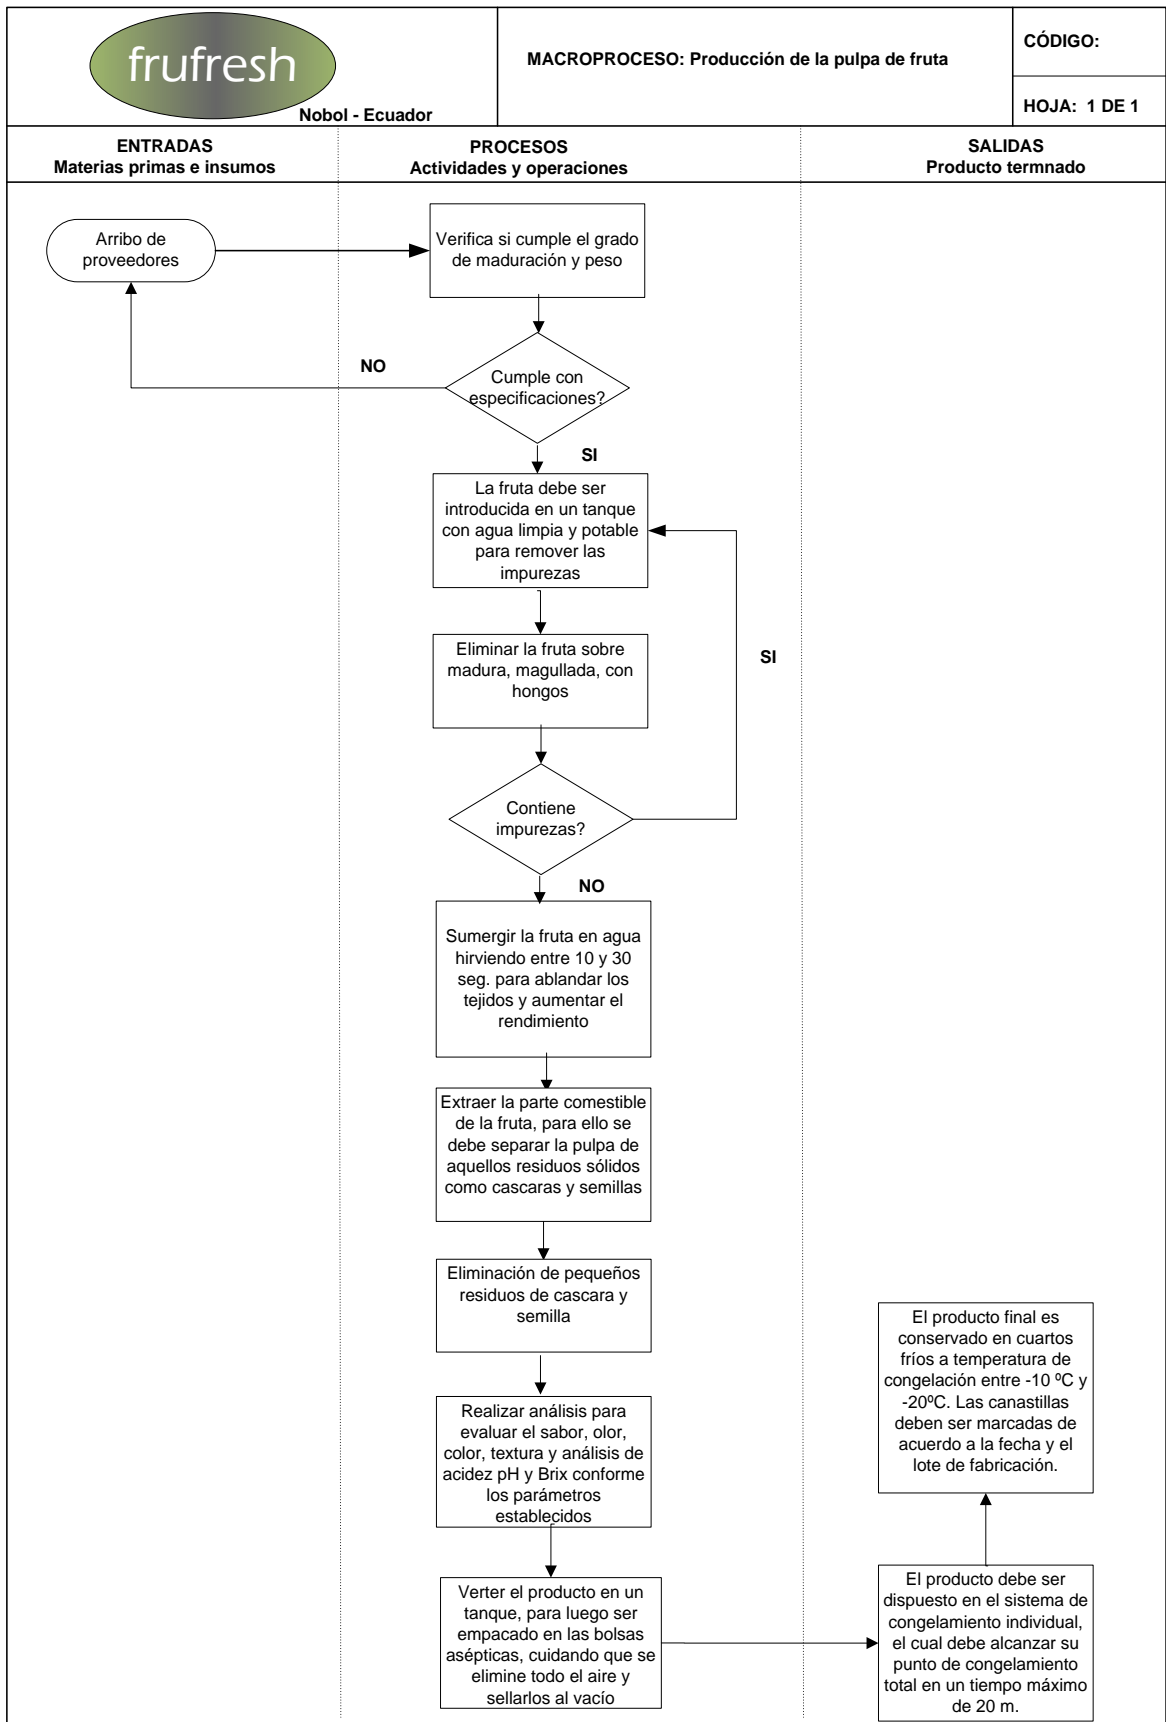 frufresh
Nobol - Ecuador
MACROPROCESO: Producción de la pulpa de fruta
CÓDIGO:
HOJA: 1 DE 1
ENTRADAS
Materias primas e insumos
PROCESOS
Actividades y operaciones
SALIDAS
Producto termnado
Arribo de
proveedores
Verifica si cumple el grado
de maduración y peso
NO
Cumple con
especificaciones?
SI
La fruta debe ser
introducida en un tanque
con agua limpia y potable
para remover las
impurezas
Eliminar la fruta sobre
madura, magullada, con
hongos
SI
Contiene
impurezas?
NO
Sumergir la fruta en agua
hirviendo entre 10 y 30
seg. para ablandar los
tejidos y aumentar el
rendimiento
Extraer la parte comestible
de la fruta, para ello se
debe separar la pulpa de
aquellos residuos sólidos
como cascaras y semillas
Eliminación de pequeños
residuos de cascara y
semilla
Realizar análisis para
evaluar el sabor, olor,
color, textura y análisis de
acidez pH y Brix conforme
los parámetros
establecidos
Verter el producto en un
tanque, para luego ser
empacado en las bolsas
asépticas, cuidando que se
elimine todo el aire y
sellarlos al vacío
El producto debe ser
dispuesto en el sistema de
congelamiento individual,
el cual debe alcanzar su
punto de congelamiento
total en un tiempo máximo
de 20 m.
El producto final es
conservado en cuartos
fríos a temperatura de
congelación entre -10 ºC y
-20ºC. Las canastillas
deben ser marcadas de
acuerdo a la fecha y el
lote de fabricación.